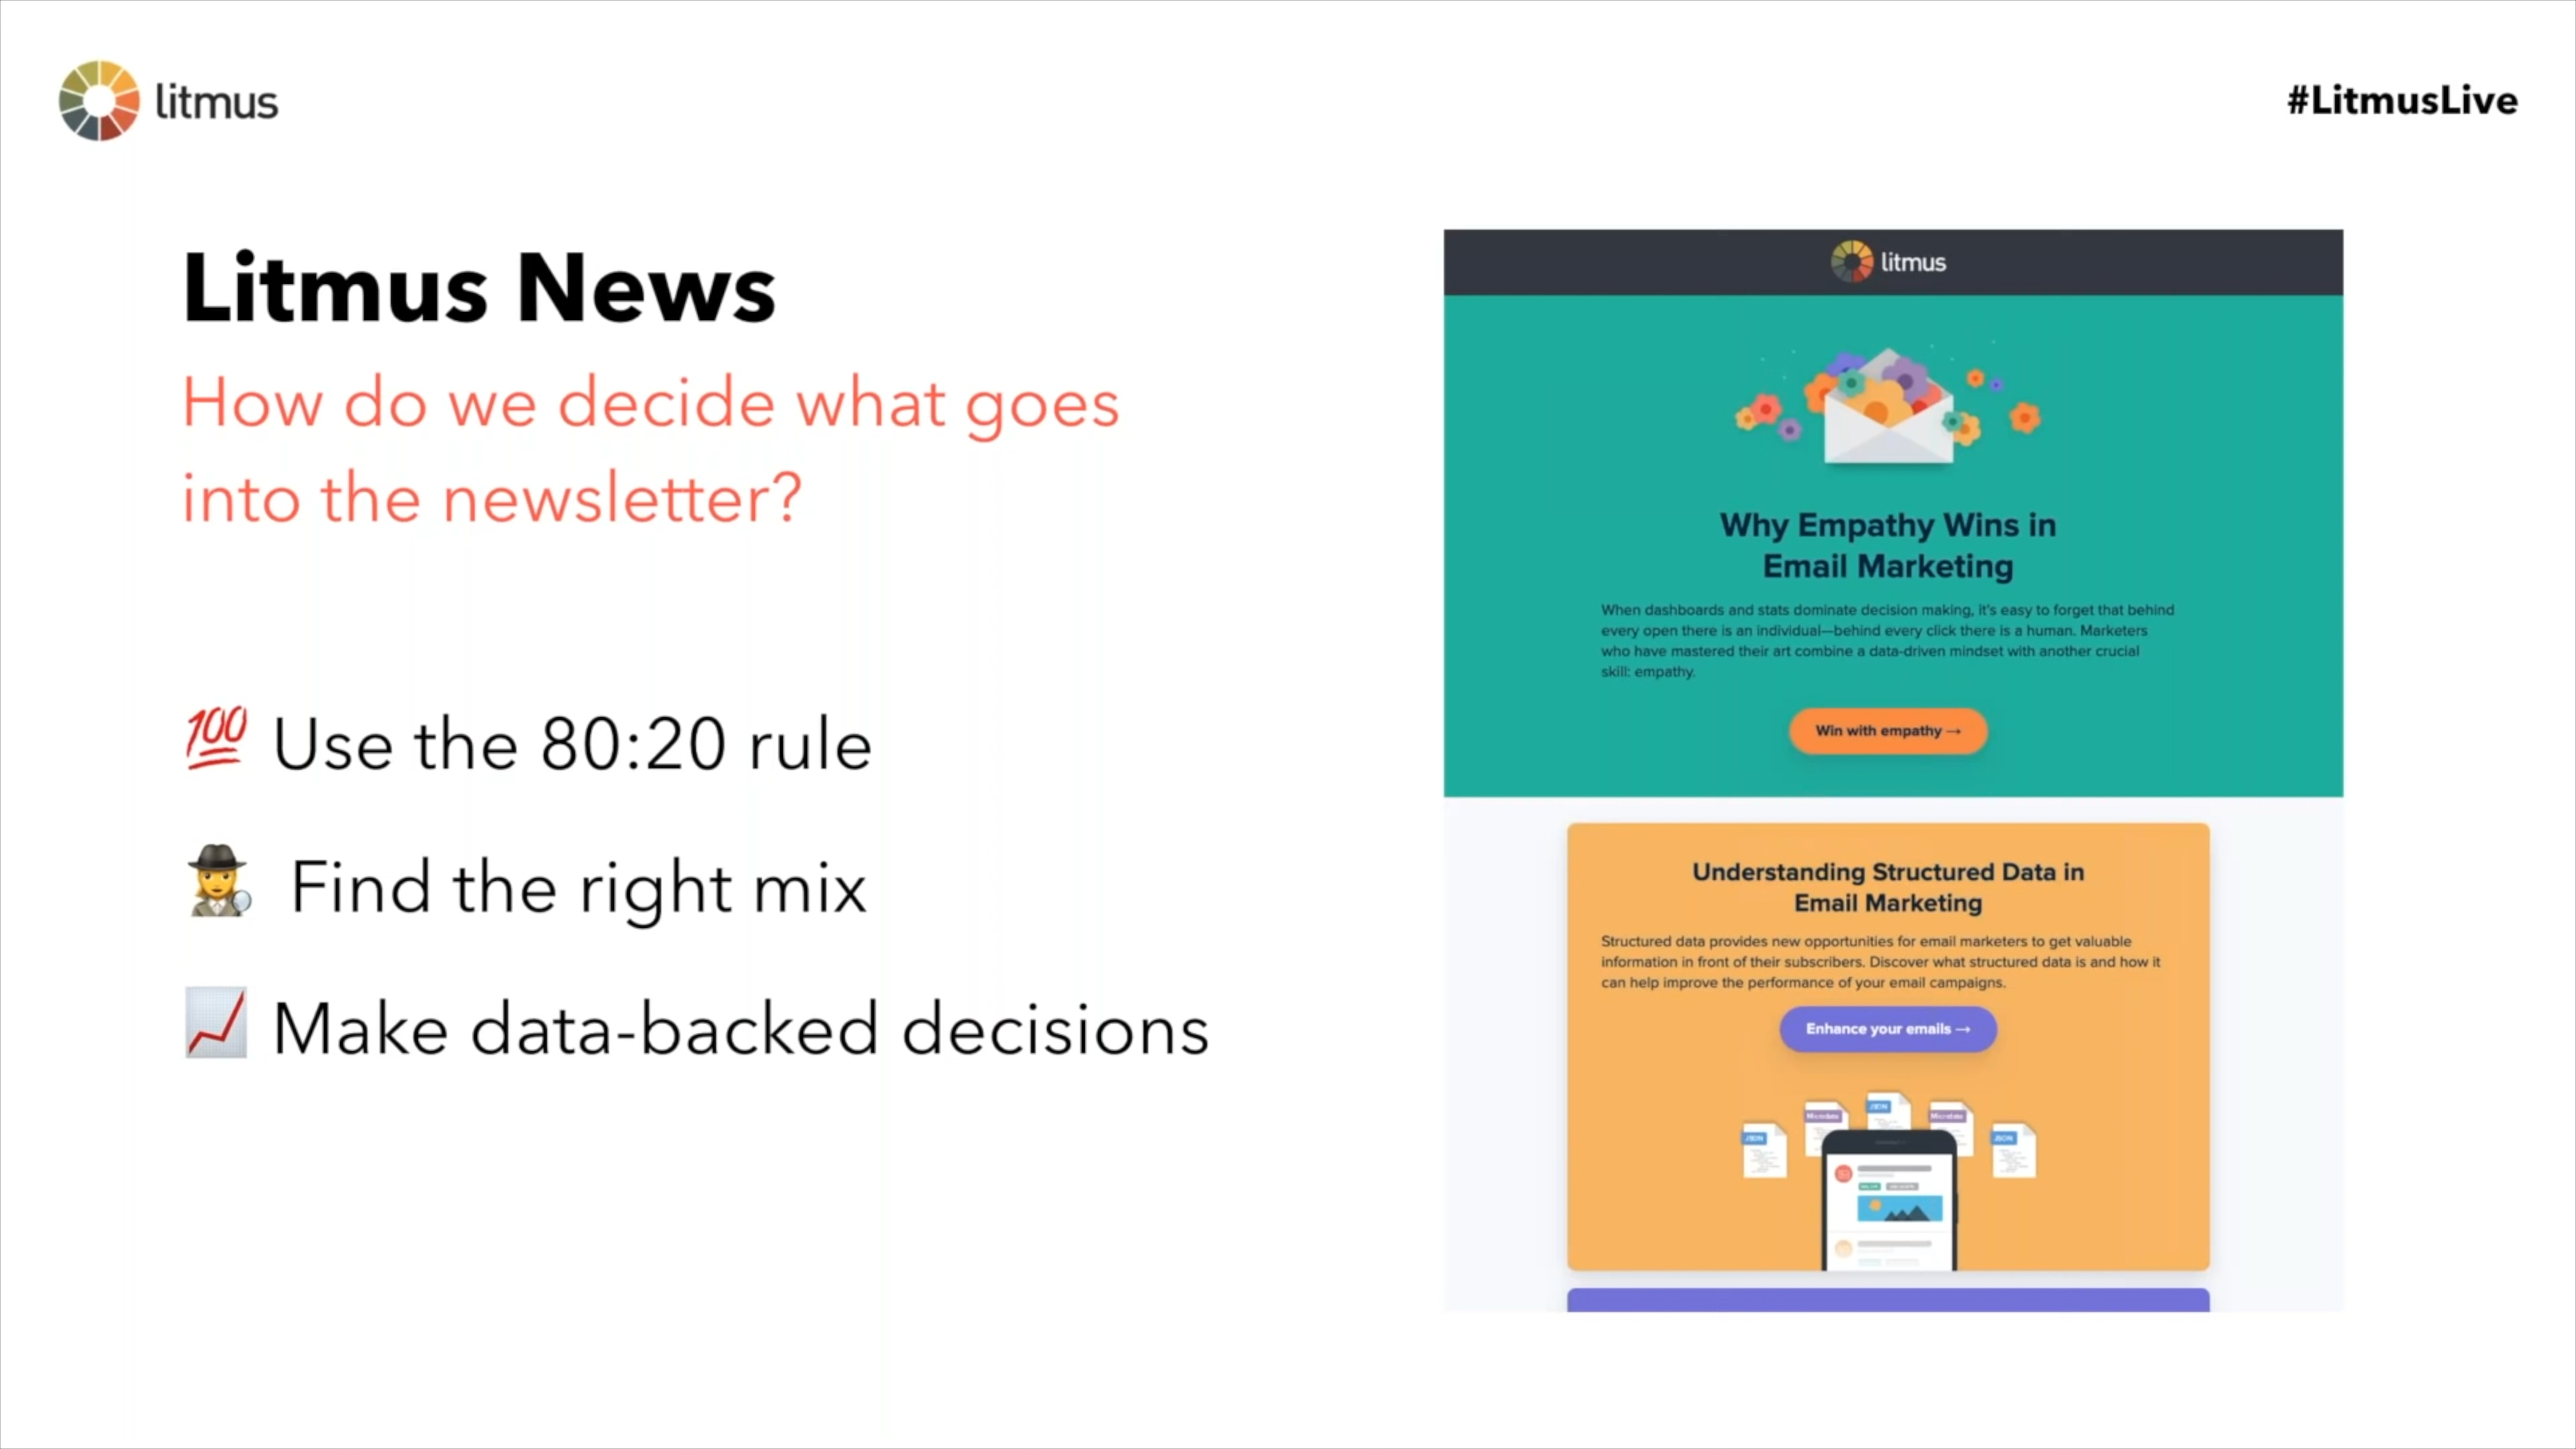 litmus
#LitmusLive
Litmus News
How do we decide what goes
into the newsletter?
💯 Use the 80:20 rule
🕵️‍♀️ Find the right mix
📈 Make data-backed decisions
litmus
Why Empathy Wins in
Email Marketing
When dashboards and stats dominate decision making, it's easy to forget that behind
every open there is an individual—behind every click there is a human. Marketers
who have mastered their art combine a data-driven mindset with another crucial
skill: empathy.
Win with empathy →
Understanding Structured Data in
Email Marketing
Structured data provides new opportunities for email marketers to get valuable
information in front of their subscribers. Discover what structured data is and how it
can help improve the performance of your email campaigns.
Enhance your emails →
JSON
Microdata
JSON
Microdata
JSON